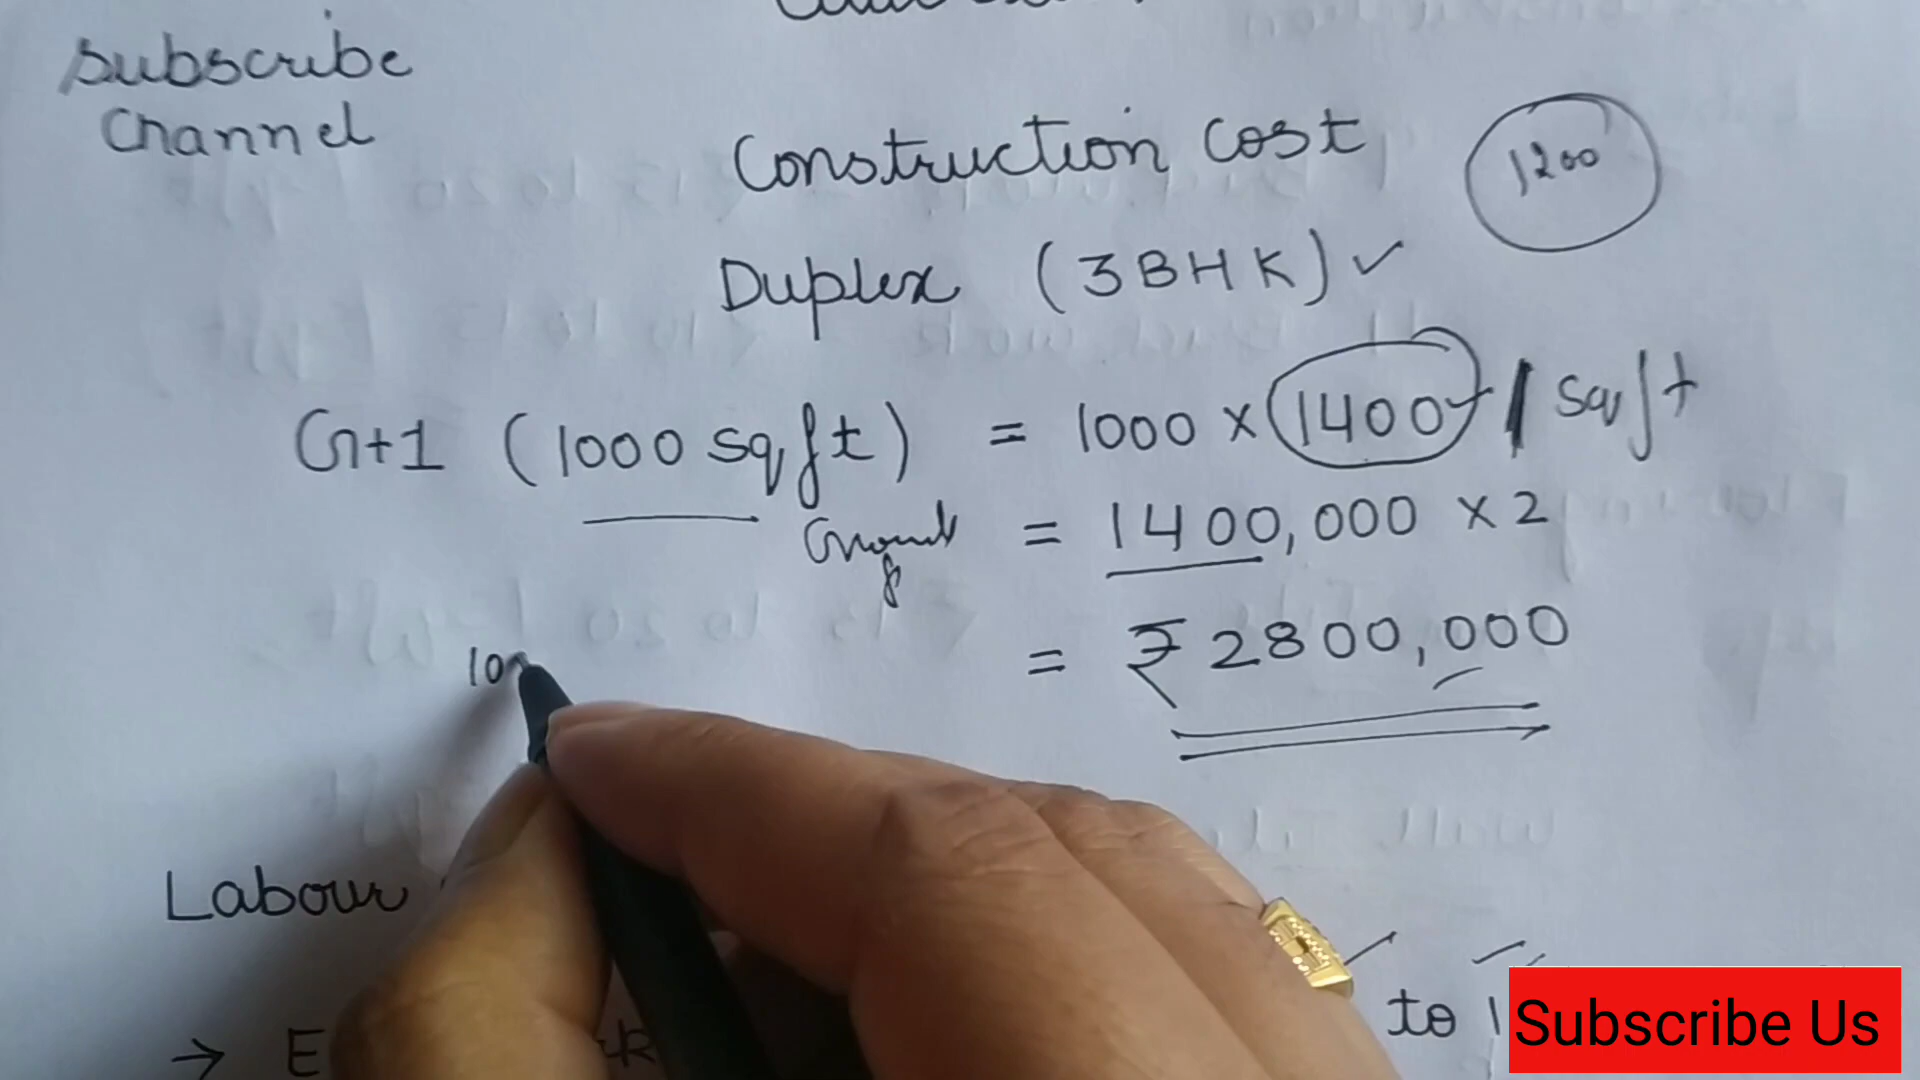 Subscribe
Channel
Construction Cost
1200
Duplex (3BHK) ✓
G+1 (1000 sqft) = 1000 × 1400/- / Sqft
Ground = 1400,000 × 2
= ₹ 2800,000
10
Labour
→ E
to 1
Subscribe Us